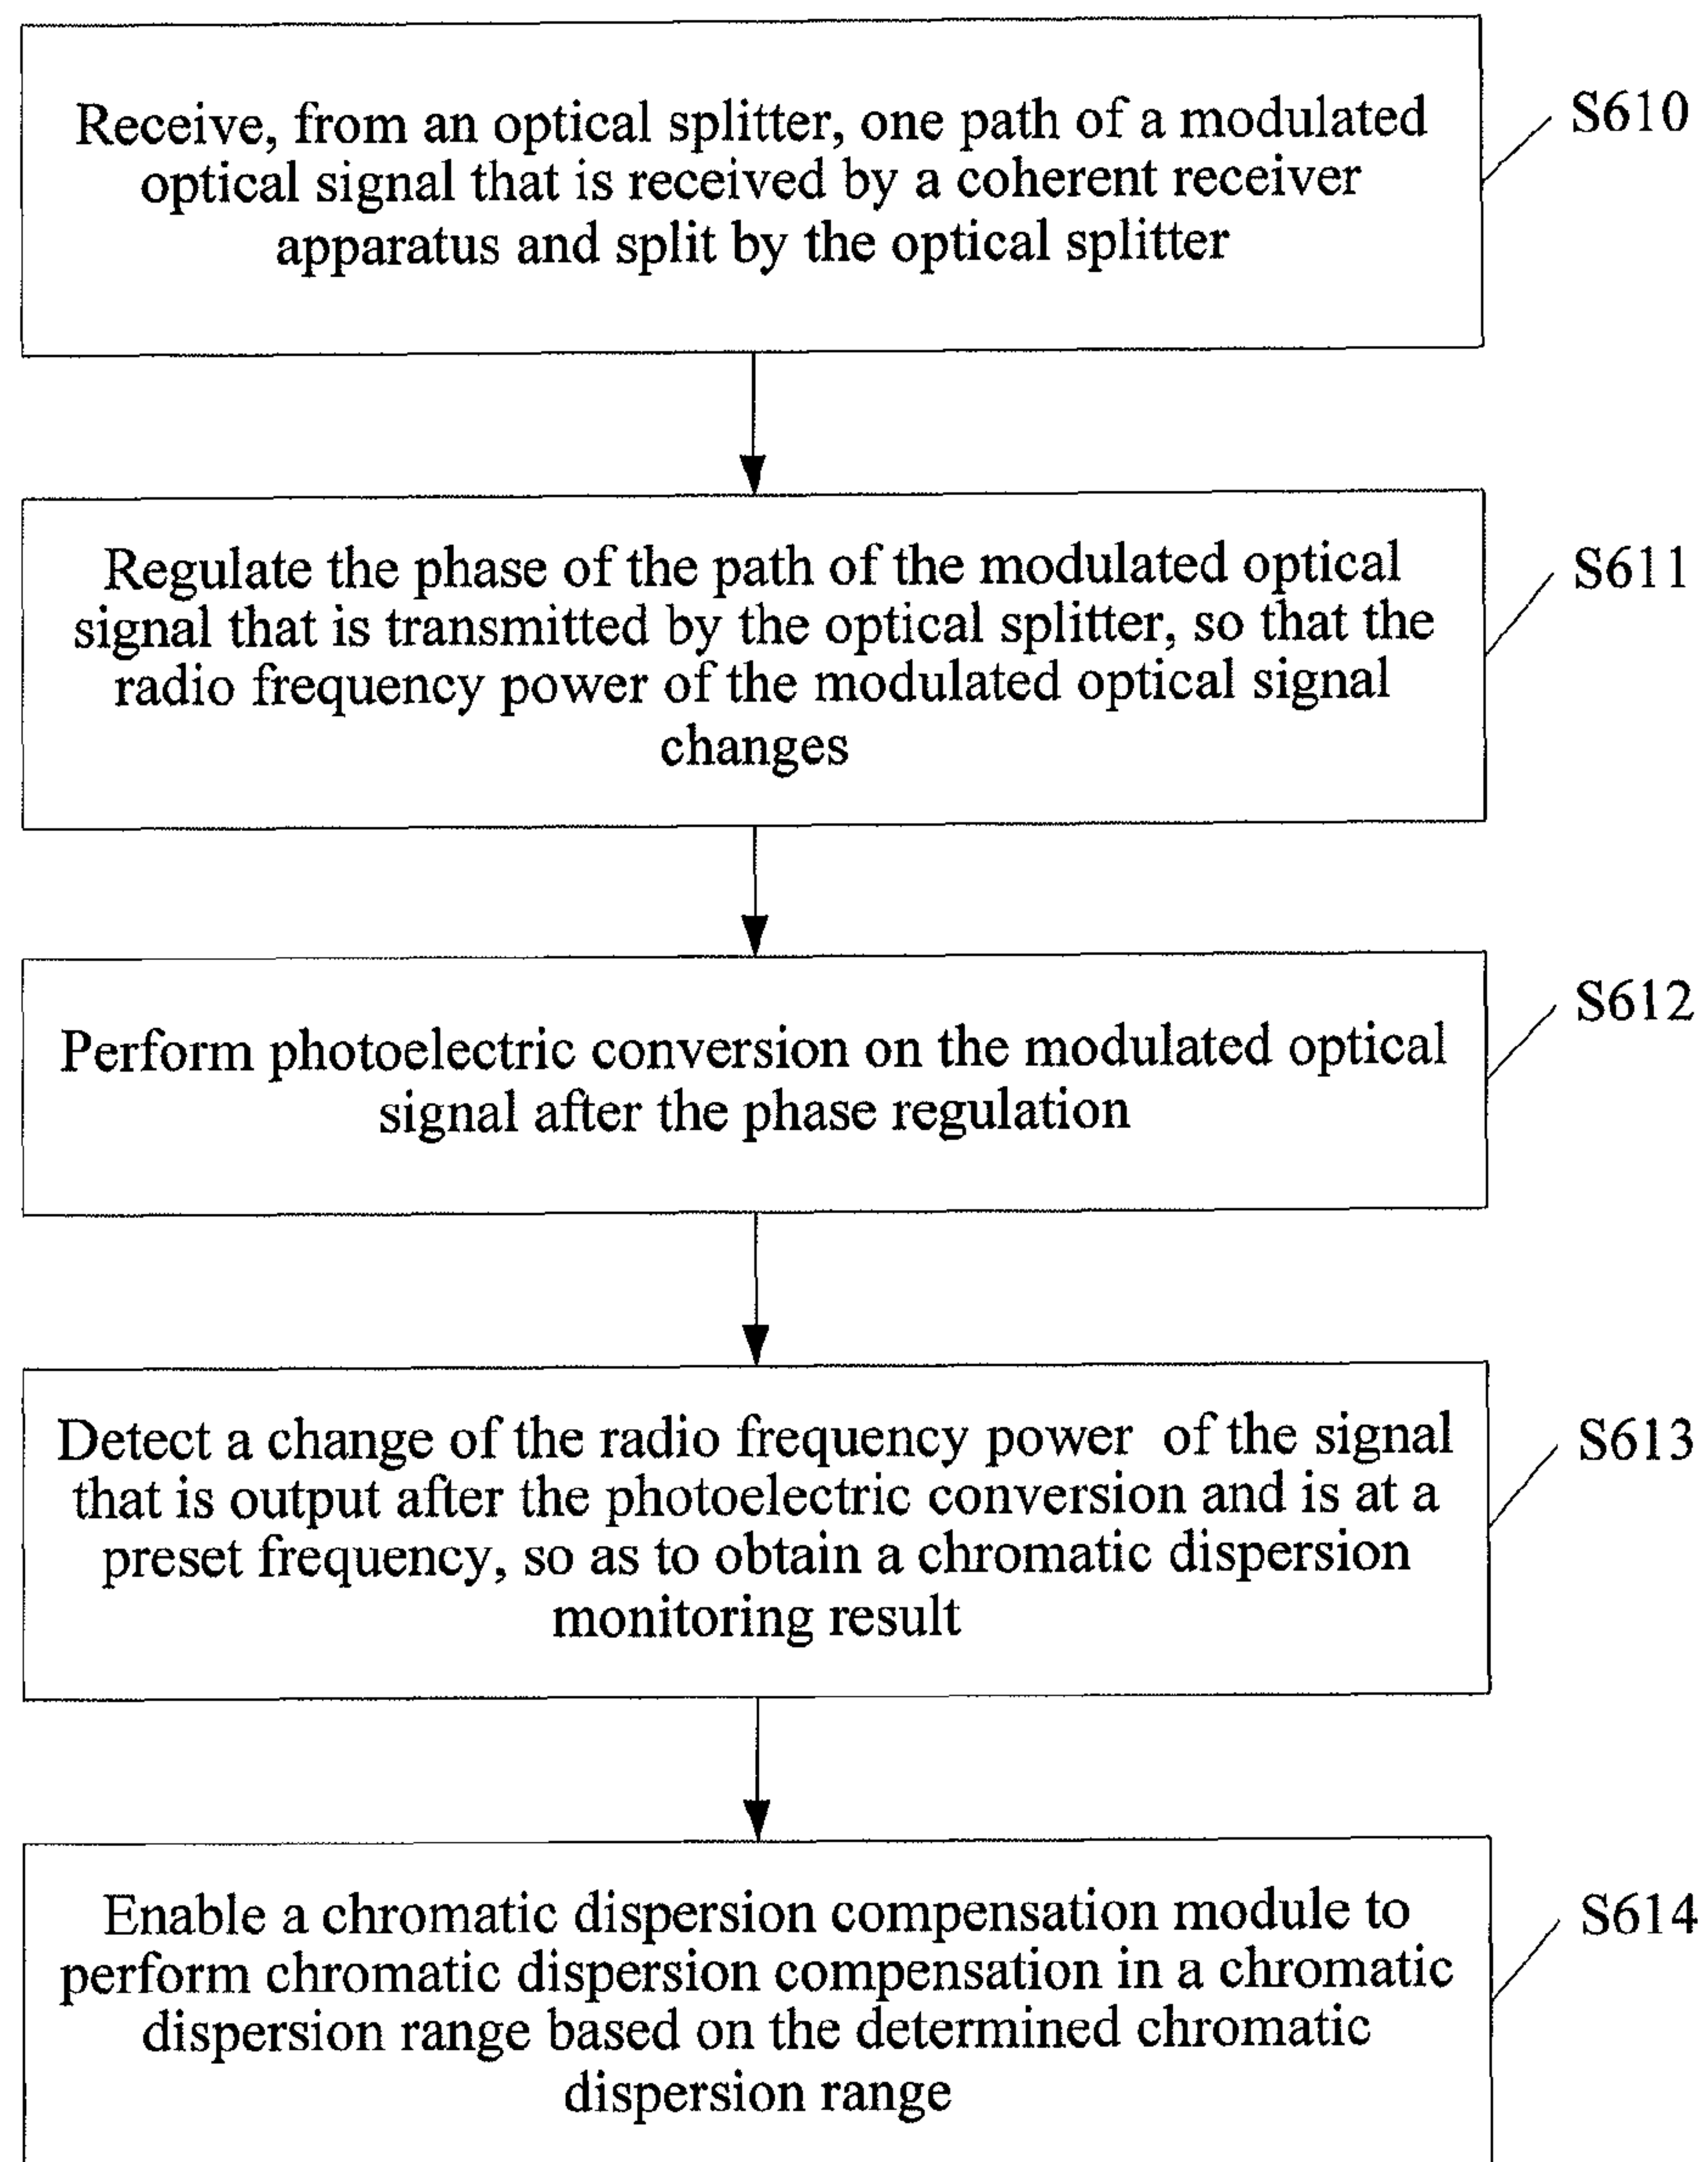 Receive, from an optical splitter, one path of a modulated
optical signal that is received by a coherent receiver
apparatus and split by the optical splitter
S610
Regulate the phase of the path of the modulated optical
signal that is transmitted by the optical splitter, so that the
radio frequency power of the modulated optical signal
changes
S611
Perform photoelectric conversion on the modulated optical
signal after the phase regulation
S612
Detect a change of the radio frequency power of the signal
that is output after the photoelectric conversion and is at a
preset frequency, so as to obtain a chromatic dispersion
monitoring result
S613
Enable a chromatic dispersion compensation module to
perform chromatic dispersion compensation in a chromatic
dispersion range based on the determined chromatic
dispersion range
S614